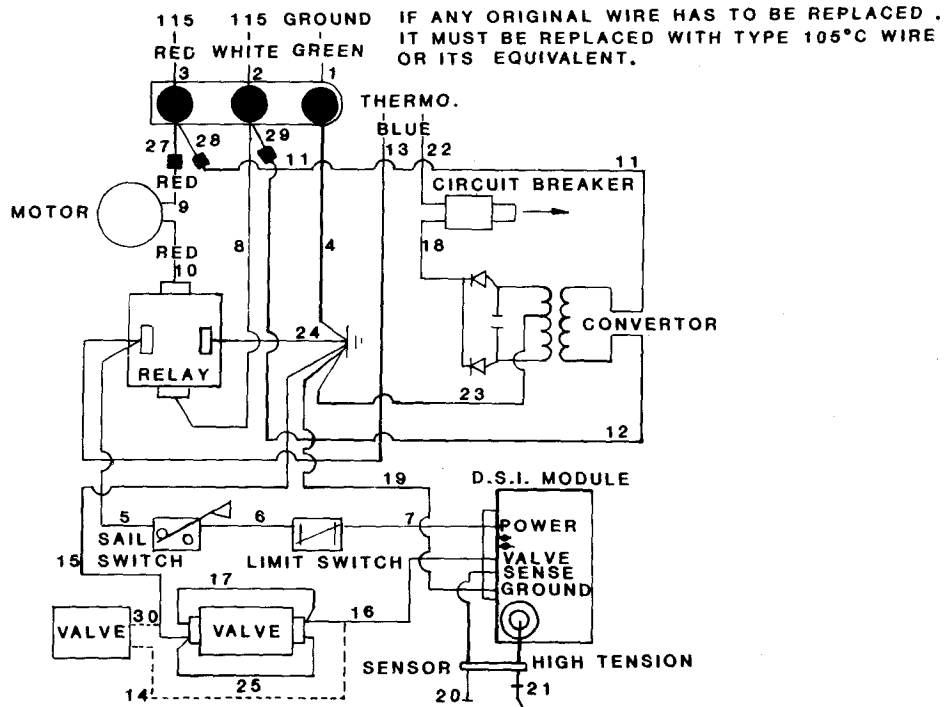 115 115 GROUND
RED WHITE GREEN
IF ANY ORIGINAL WIRE HAS TO BE REPLACED .
IT MUST BE REPLACED WITH TYPE 105°C WIRE
OR ITS EQUIVALENT.
3 2 1
THERMO.
BLUE
27 28 29 11 13 22 11
RED
9
MOTOR
CIRCUIT BREAKER
RED
10
8 4 18
24
CONVERTOR
RELAY
23
12
19
D.S.I. MODULE
5 6 7
POWER
SAIL
SWITCH
LIMIT SWITCH
VALVE
SENSE
GROUND
15
17
16
30
VALVE
VALVE
25
14
SENSOR
HIGH TENSION
20 21